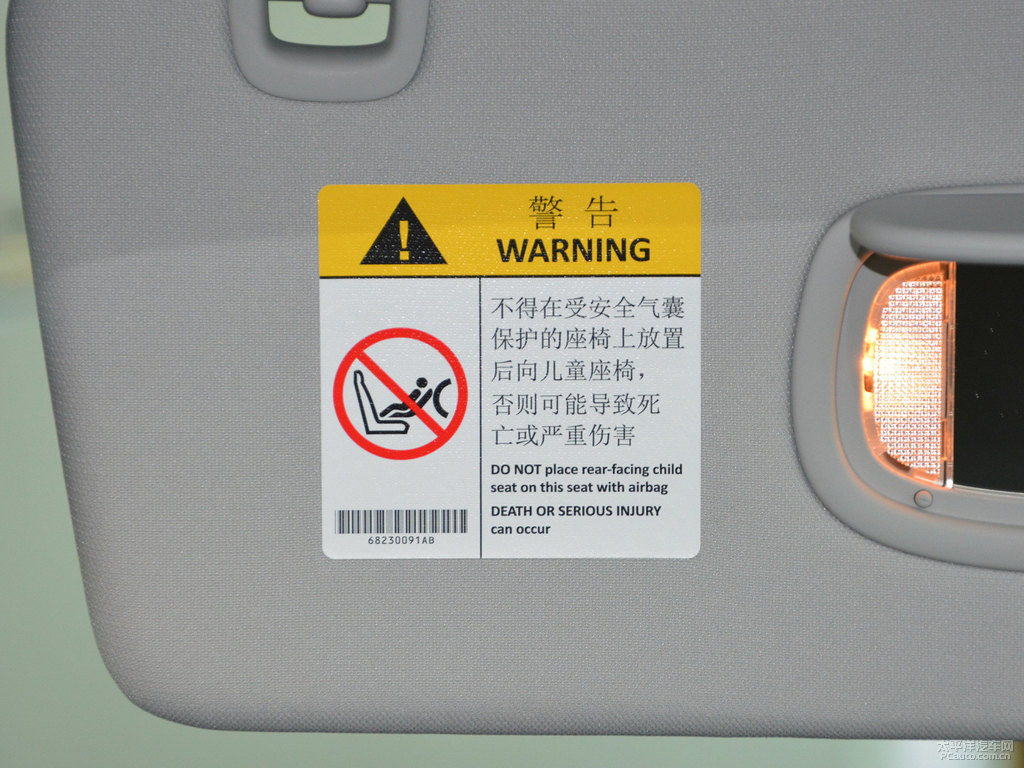 警 告
WARNING
不得在受安全气囊
保护的座椅上放置
后向儿童座椅，
否则可能导致死
亡或严重伤害
DO NOT place rear-facing child
seat on this seat with airbag
DEATH OR SERIOUS INJURY
can occur
68230091AB
太平洋汽车网
PCauto.com.cn